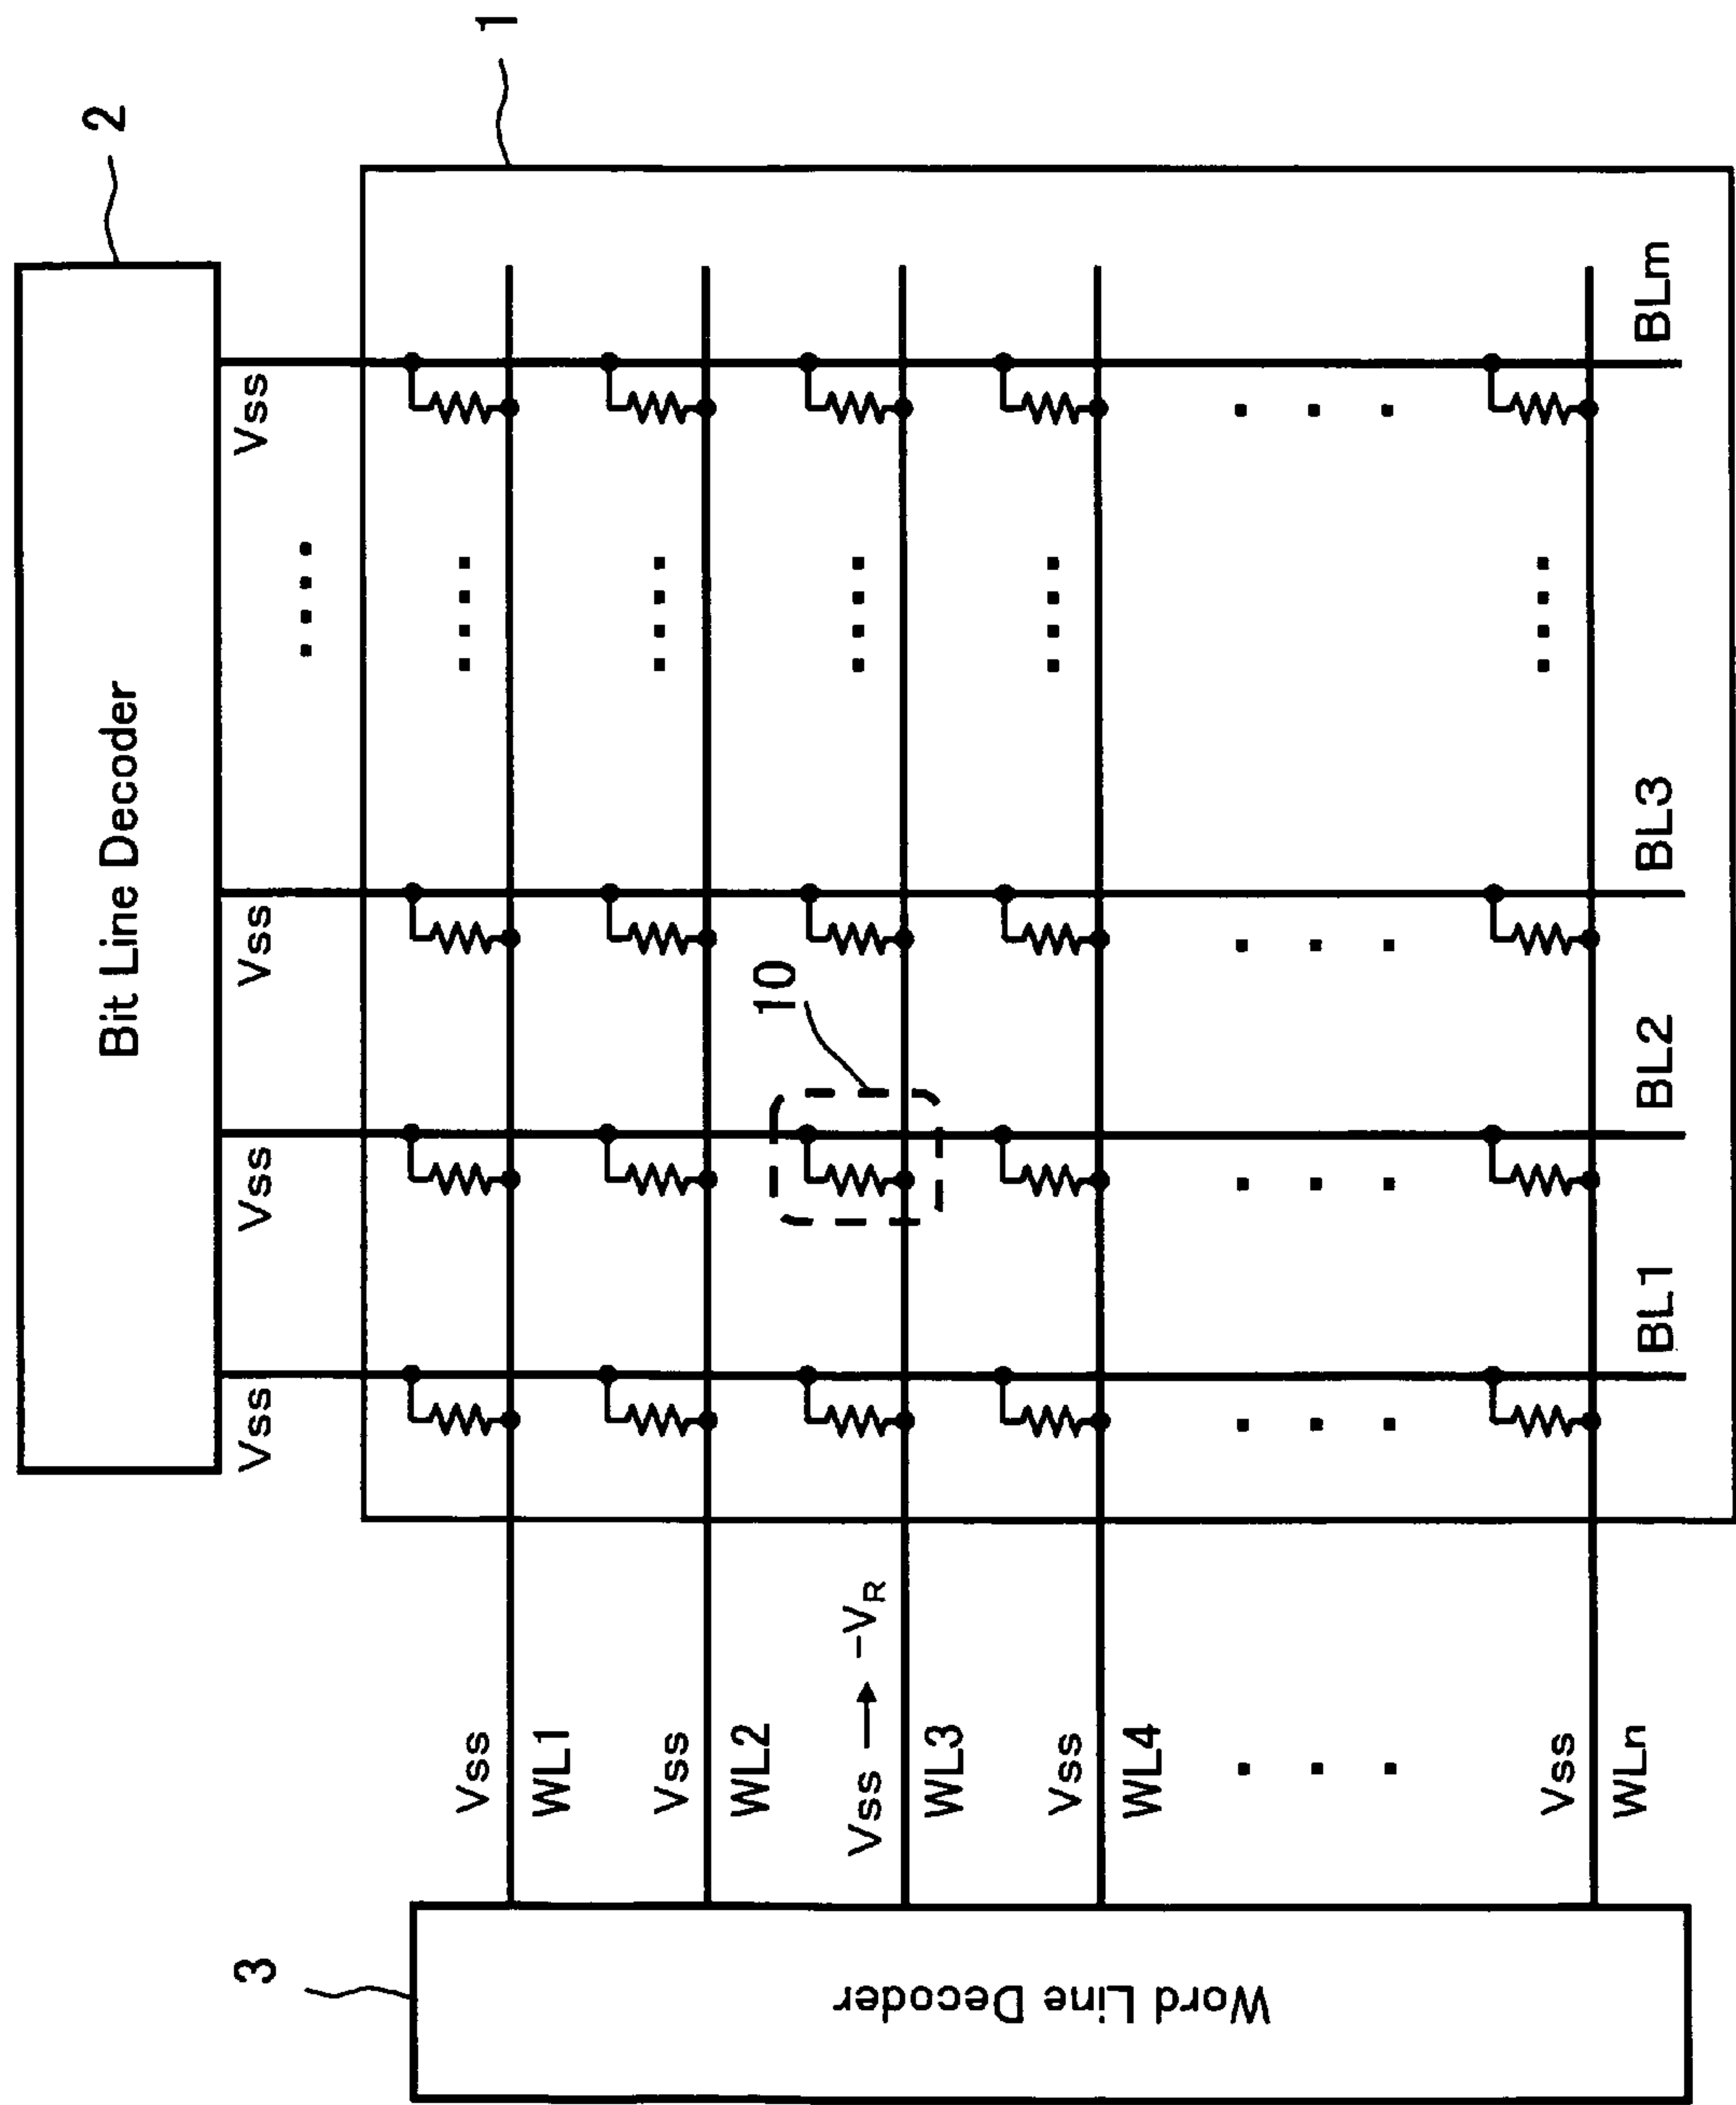 2
1
Bit Line Decoder
Vss
Vss
Vss
Vss
3
Word Line Decoder
Vss
WL1
Vss
WL2
10
Vss → -VR
WL3
Vss
WL4
Vss
WLn
BL1
BL2
BL3
BLm